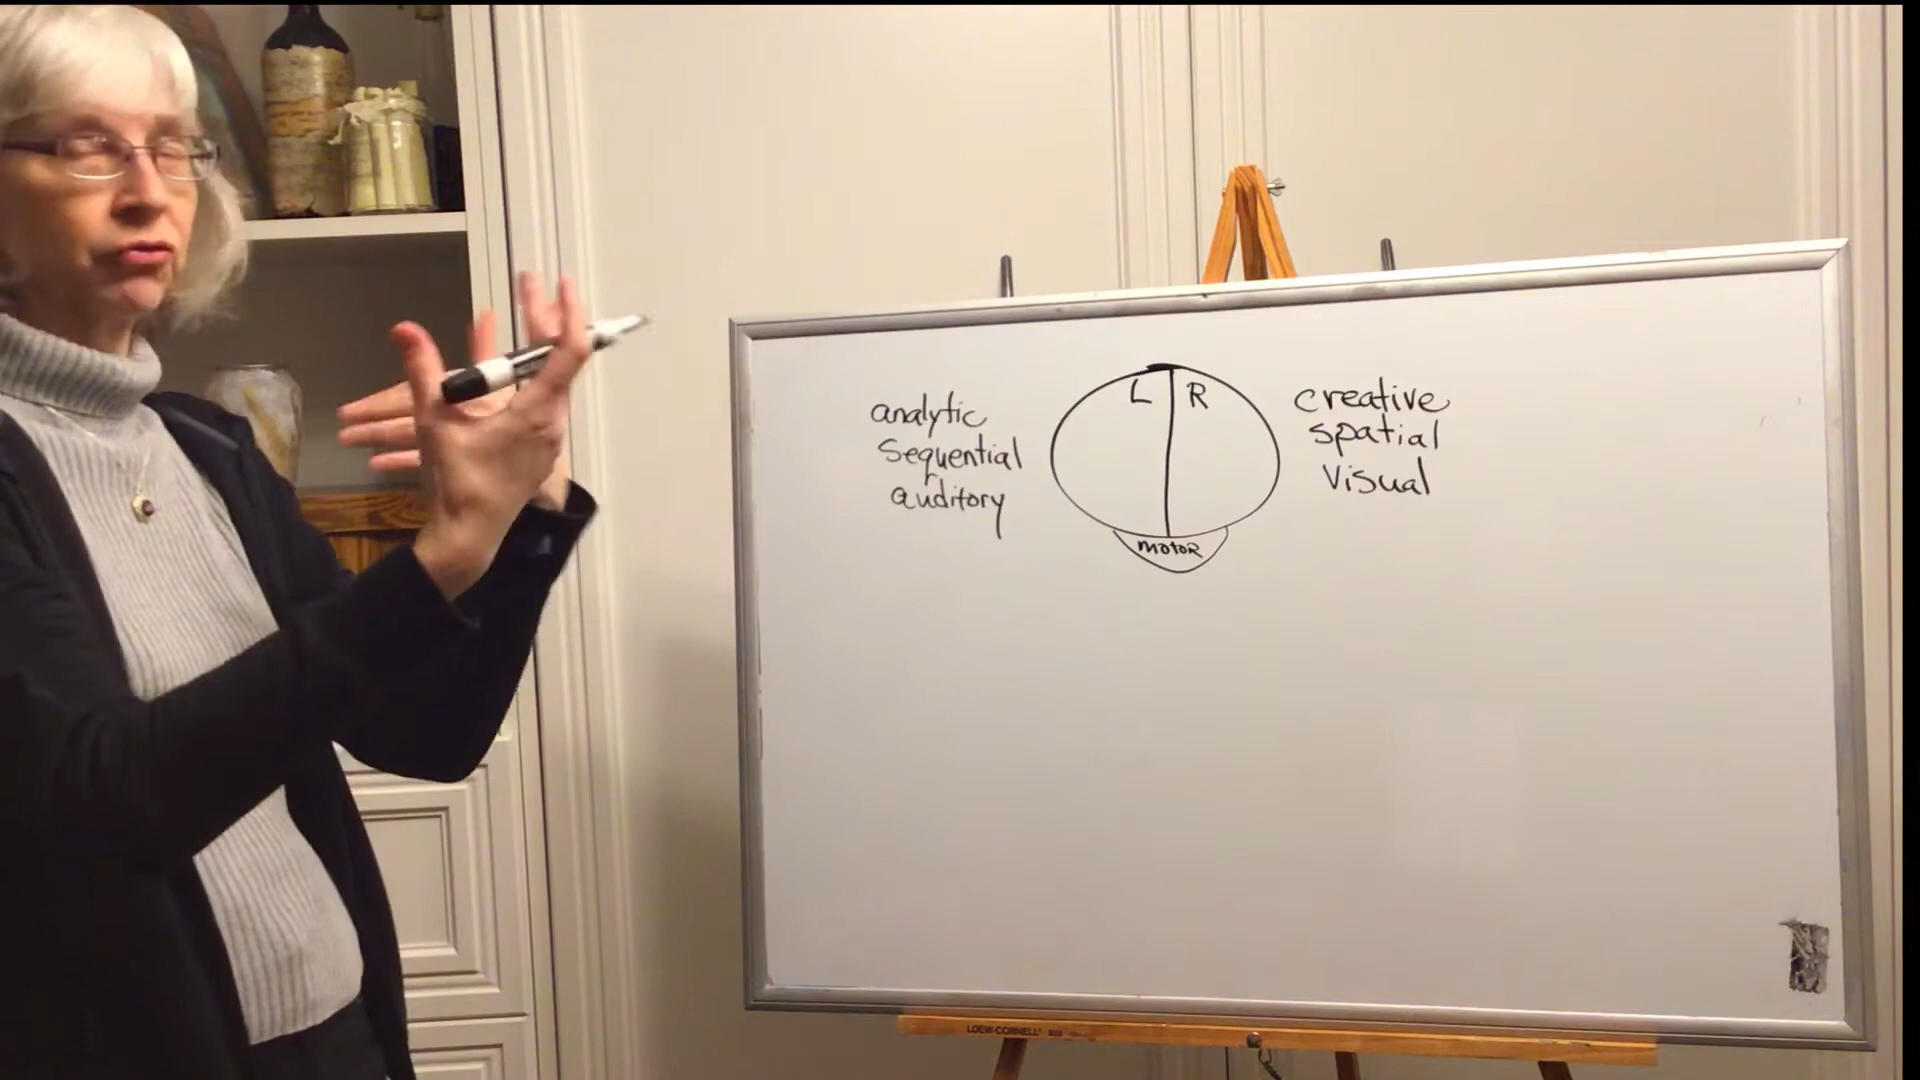 L R
analytic
Sequential
auditory
creative
spatial
Visual
motor
LOEW-CORNELL